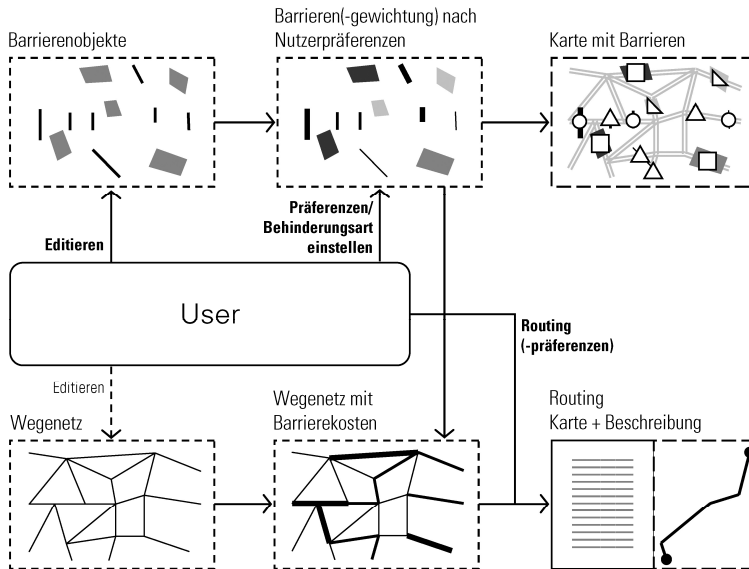 Barrierenobjekte
Barrieren(-gewichtung) nach
Nutzerpräferenzen
Karte mit Barrieren
Editieren
Präferenzen/
Behinderungsart
einstellen
User
Routing
(-präferenzen)
Editieren
Wegenetz
Wegenetz mit
Barrierekosten
Routing
Karte + Beschreibung